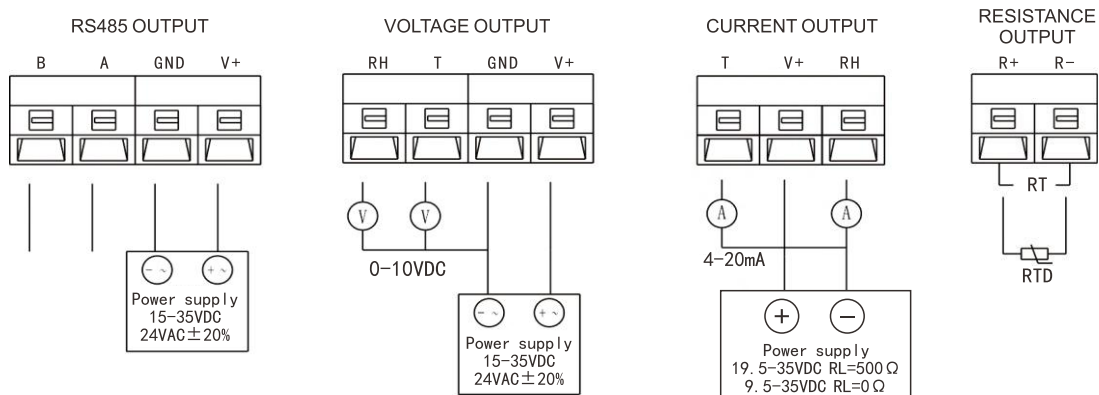 RS485 OUTPUT
B A GND V+
- ~ + ~
Power supply
15-35VDC
24VAC±20%
VOLTAGE OUTPUT
RH T GND V+
V V
0-10VDC
- ~ + ~
Power supply
15-35VDC
24VAC±20%
CURRENT OUTPUT
T V+ RH
A A
4-20mA
+ −
Power supply
19.5-35VDC RL=500Ω
9.5-35VDC RL=0Ω
RESISTANCE
OUTPUT
R+ R-
RT
RTD